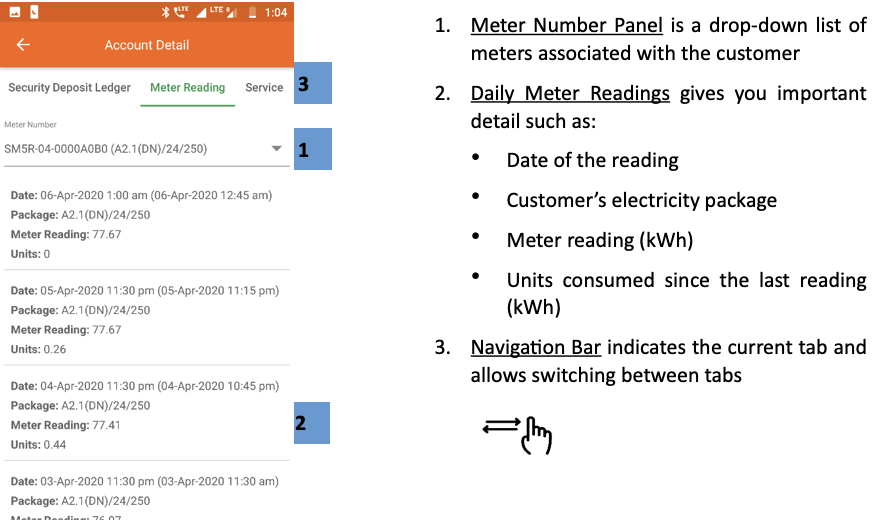 LTE LTE R 1:04
Account Detail
Security Deposit Ledger Meter Reading Service
3
Meter Number
SM5R-04-0000A0B0 (A2.1(DN)/24/250)
1
Date: 06-Apr-2020 1:00 am (06-Apr-2020 12:45 am)
Package: A2.1(DN)/24/250
Meter Reading: 77.67
Units: 0
Date: 05-Apr-2020 11:30 pm (05-Apr-2020 11:15 pm)
Package: A2.1(DN)/24/250
Meter Reading: 77.67
Units: 0.26
Date: 04-Apr-2020 11:30 pm (04-Apr-2020 10:45 pm)
Package: A2.1(DN)/24/250
Meter Reading: 77.41
Units: 0.44
2
Date: 03-Apr-2020 11:30 pm (03-Apr-2020 11:30 am)
Package: A2.1(DN)/24/250
Meter Reading: 76.97
1. Meter Number Panel is a drop-down list of
meters associated with the customer
2. Daily Meter Readings gives you important
detail such as:
• Date of the reading
• Customer’s electricity package
• Meter reading (kWh)
• Units consumed since the last reading
(kWh)
3. Navigation Bar indicates the current tab and
allows switching between tabs